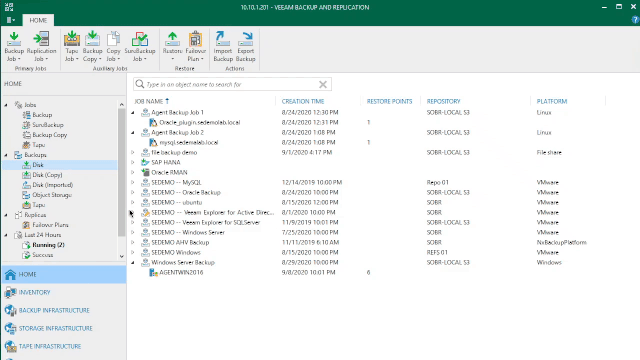 10.10.1.201 - VEEAM BACKUP AND REPLICATION
HOME
Backup Job
Replication Job
Primary Jobs
Tape Job
Backup Copy
Copy Job
SureBackup Job
Auxiliary Jobs
Restore
Failover Plan
Restore
Import Backup
Export Backup
Actions
HOME
Type in an object name to search for
Jobs
Backup
SureBackup
Backup Copy
Tape
Backups
Disk
Disk (Copy)
Disk (Imported)
Object Storage
Tape
Replicas
Failover Plans
Last 24 Hours
Running (2)
Success
HOME
INVENTORY
BACKUP INFRASTRUCTURE
STORAGE INFRASTRUCTURE
TAPE INFRASTRUCTURE
JOB NAME CREATION TIME RESTORE POINTS REPOSITORY PLATFORM
Agent Backup Job 1 8/24/2020 12:30 PM SOBR-LOCAL S3 Linux
Oracle_plugin.sedemolab.local 8/24/2020 12:31 PM 1
Agent Backup Job 2 8/24/2020 1:08 PM SOBR-LOCAL S3 Linux
mysql.sedemalocal 8/24/2020 1:08 PM 1
file backup demo 9/1/2020 4:17 PM SOBR-LOCAL S3 File share
SAP HANA
Oracle RMAN
SEDEMO -- MySQL 12/14/2019 10:00 PM Repo 01 VMware
SEDEMO -- Oracle Backup 8/24/2020 10:00 PM SOBR-LOCAL S3 VMware
SEDEMO -- ubuntu 8/15/2020 12:00 PM SOBR VMware
SEDEMO -- Veeam Explorer for Active Direc... 8/1/2020 10:00 PM SOBR VMware
SEDEMO -- Veeam Explorer for SQLServer 11/9/2019 10:01 PM SOBR-LOCAL S3 VMware
SEDEMO -- Windows Server 7/25/2020 10:00 PM SOBR VMware
SEDEMO AHV Backup 11/11/2019 6:10 AM SOBR NxBackupPlatform
SEDEMO Windows 8/15/2020 10:00 PM REFS 01 VMware
Windows Server Backup 8/29/2020 10:00 PM SOBR-LOCAL S3 Windows
AGENTWIN2016 9/8/2020 10:01 PM 6